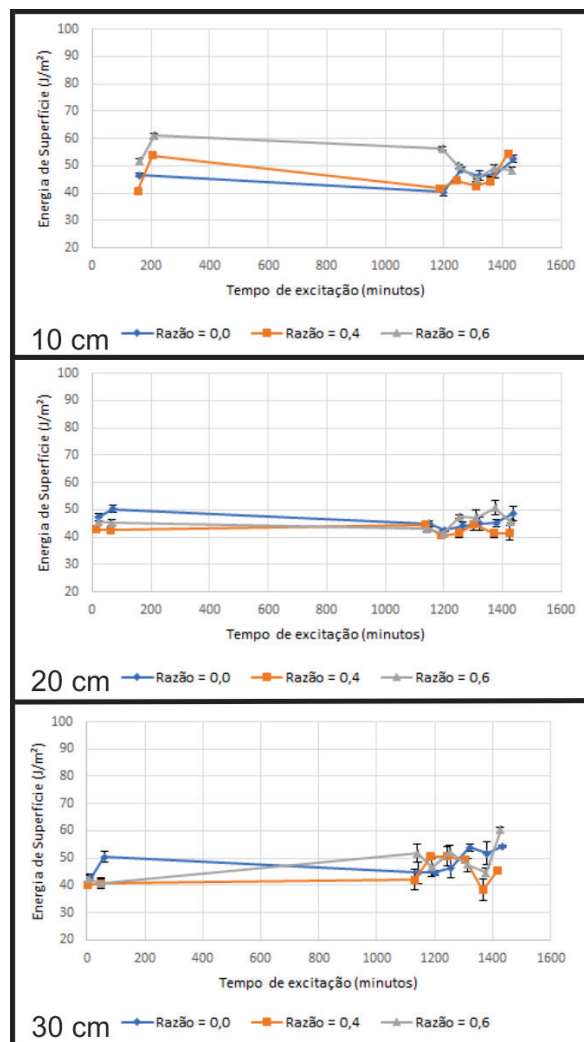 100
90
80
70
60
50
40
30
20
Energia de Superfície (J/m²)
0 200 400 600 800 1000 1200 1400 1600
Tempo de excitação (minutos)
10 cm Razão = 0,0 Razão = 0,4 Razão = 0,6
100
90
80
70
60
50
40
30
20
Energia de Superfície (J/m²)
0 200 400 600 800 1000 1200 1400 1600
Tempo de excitação (minutos)
20 cm Razão = 0,0 Razão = 0,4 Razão = 0,6
100
90
80
70
60
50
40
30
20
Energia de Superfície (J/m²)
0 200 400 600 800 1000 1200 1400 1600
Tempo de excitação (minutos)
30 cm Razão = 0,0 Razão = 0,4 Razão = 0,6